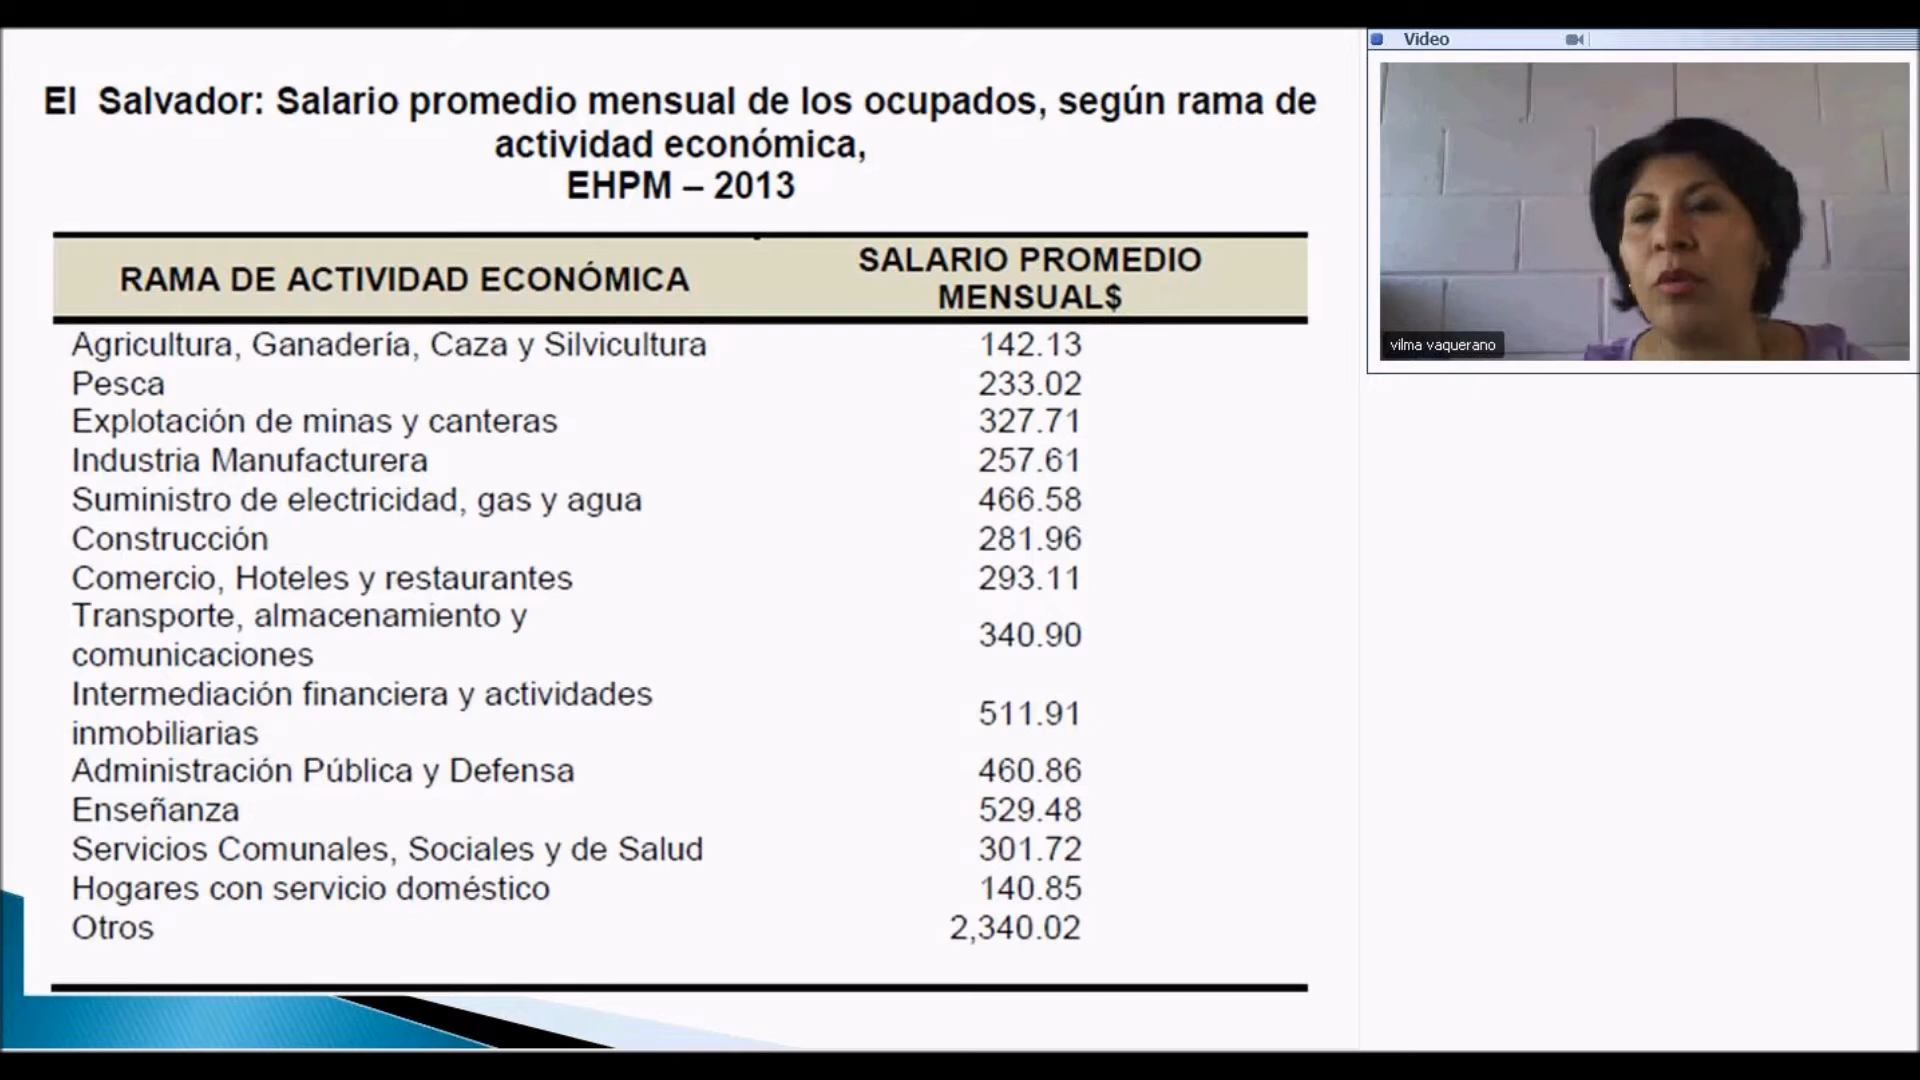 El Salvador: Salario promedio mensual de los ocupados, según rama de
actividad económica,
EHPM – 2013
RAMA DE ACTIVIDAD ECONÓMICA
SALARIO PROMEDIO
MENSUAL$
Agricultura, Ganadería, Caza y Silvicultura 142.13
Pesca 233.02
Explotación de minas y canteras 327.71
Industria Manufacturera 257.61
Suministro de electricidad, gas y agua 466.58
Construcción 281.96
Comercio, Hoteles y restaurantes 293.11
Transporte, almacenamiento y
comunicaciones
340.90
Intermediación financiera y actividades
inmobiliarias
511.91
Administración Pública y Defensa 460.86
Enseñanza 529.48
Servicios Comunales, Sociales y de Salud 301.72
Hogares con servicio doméstico 140.85
Otros 2,340.02
Video
vilma vaquerano